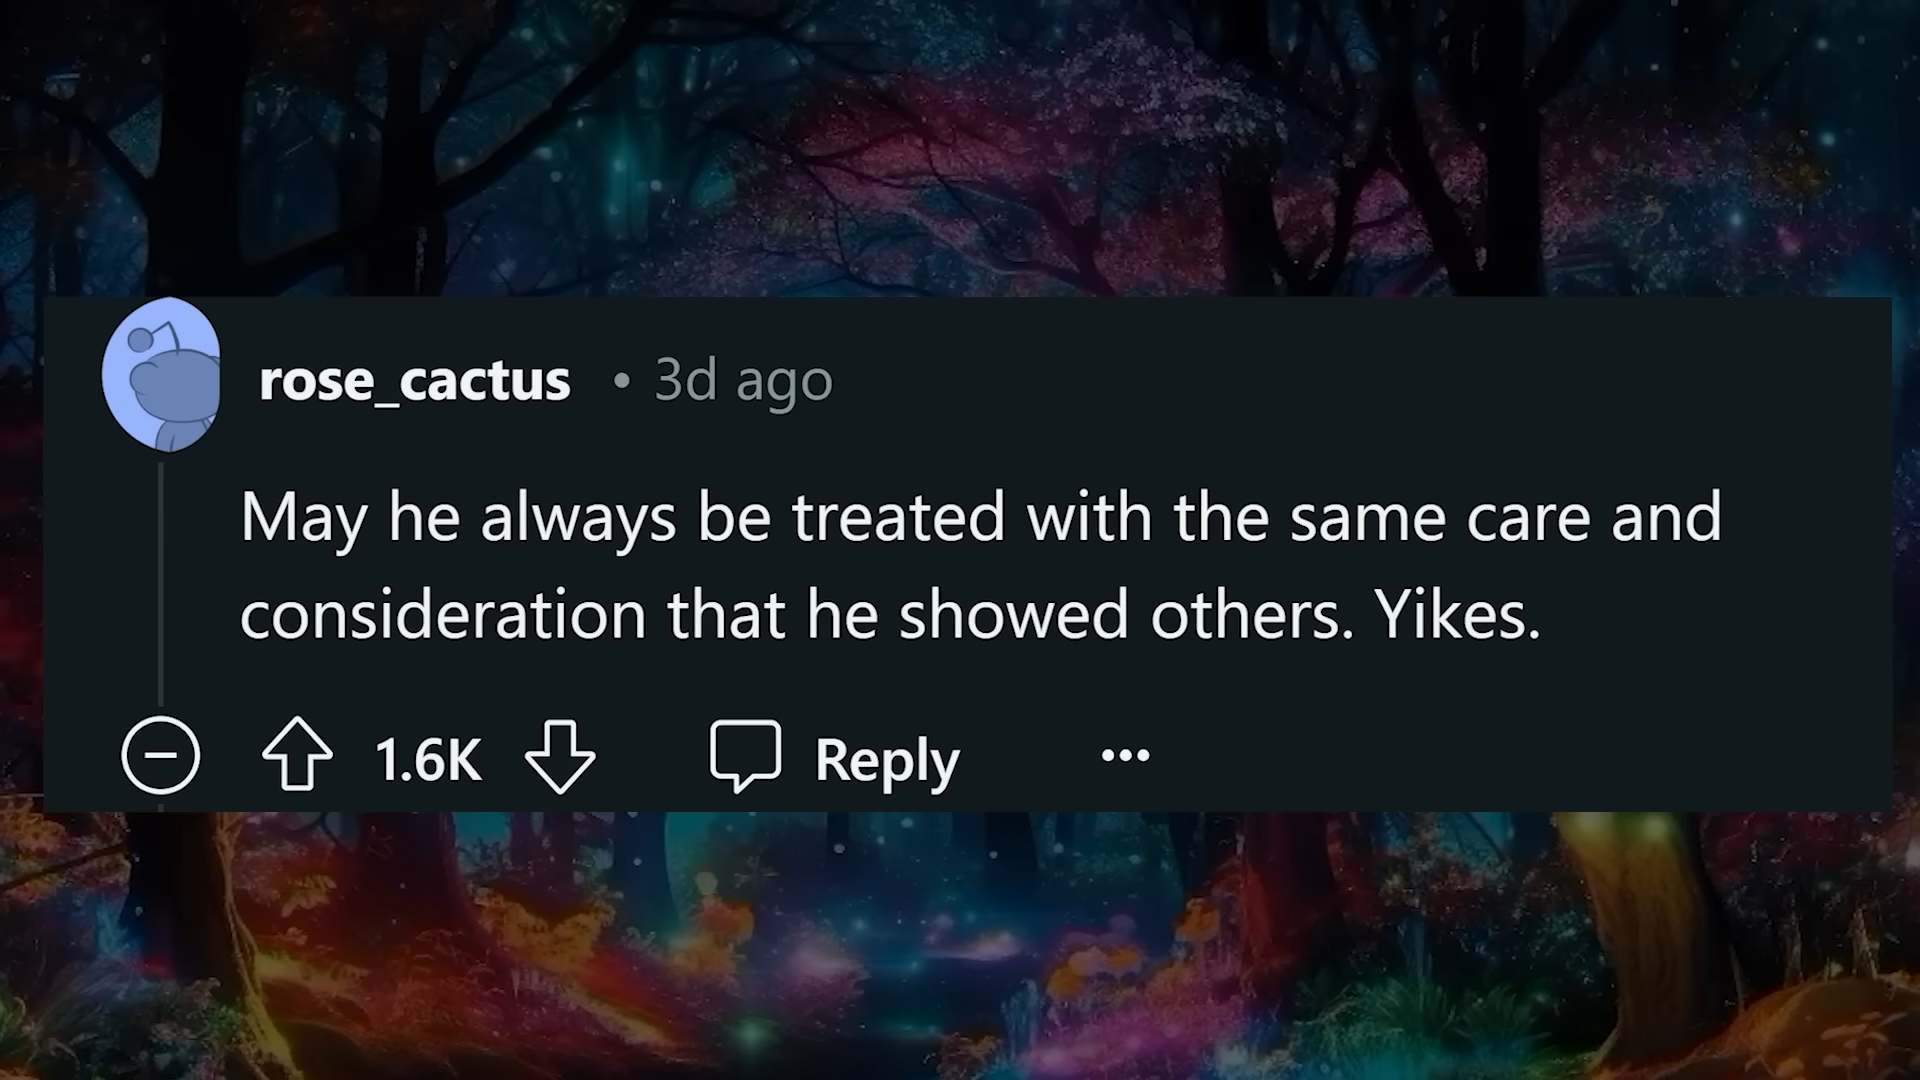 rose_cactus • 3d ago
May he always be treated with the same care and
consideration that he showed others. Yikes.
1.6K Reply ...